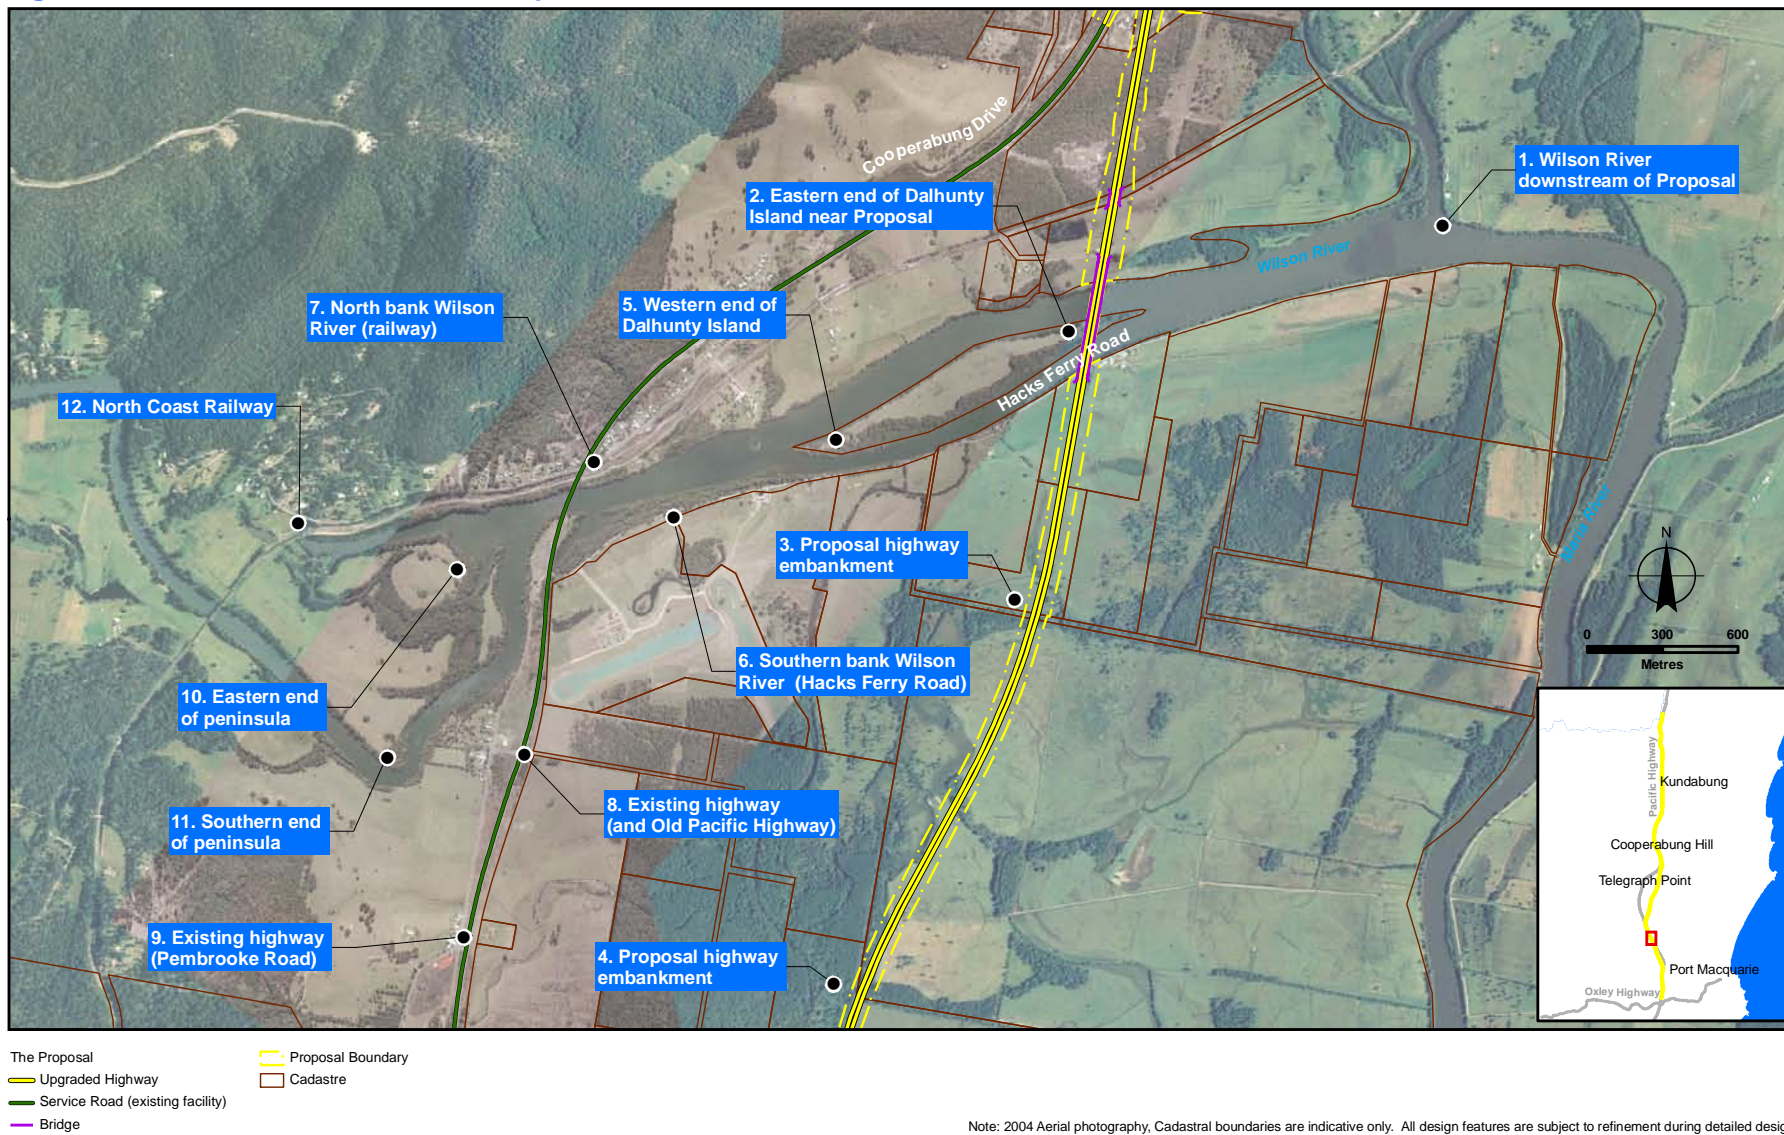 Cooperabung Drive
1. Wilson River
downstream of Proposal
2. Eastern end of Dalhunty
Island near Proposal
Wilson River
7. North bank Wilson
River (railway)
5. Western end of
Dalhunty Island
Hacks Ferry Road
12. North Coast Railway
Maria River
3. Proposal highway
embankment
N
0 300 600
Metres
6. Southern bank Wilson
River (Hacks Ferry Road)
10. Eastern end
of peninsula
8. Existing highway
(and Old Pacific Highway)
11. Southern end
of peninsula
9. Existing highway
(Pembrooke Road)
4. Proposal highway
embankment
Pacific Highway
Kundabung
Cooperabung Hill
Telegraph Point
Port Macquarie
Oxley Highway
The Proposal
Upgraded Highway
Service Road (existing facility)
Bridge
Proposal Boundary
Cadastre
Note: 2004 Aerial photography, Cadastral boundaries are indicative only. All design features are subject to refinement during detailed desig